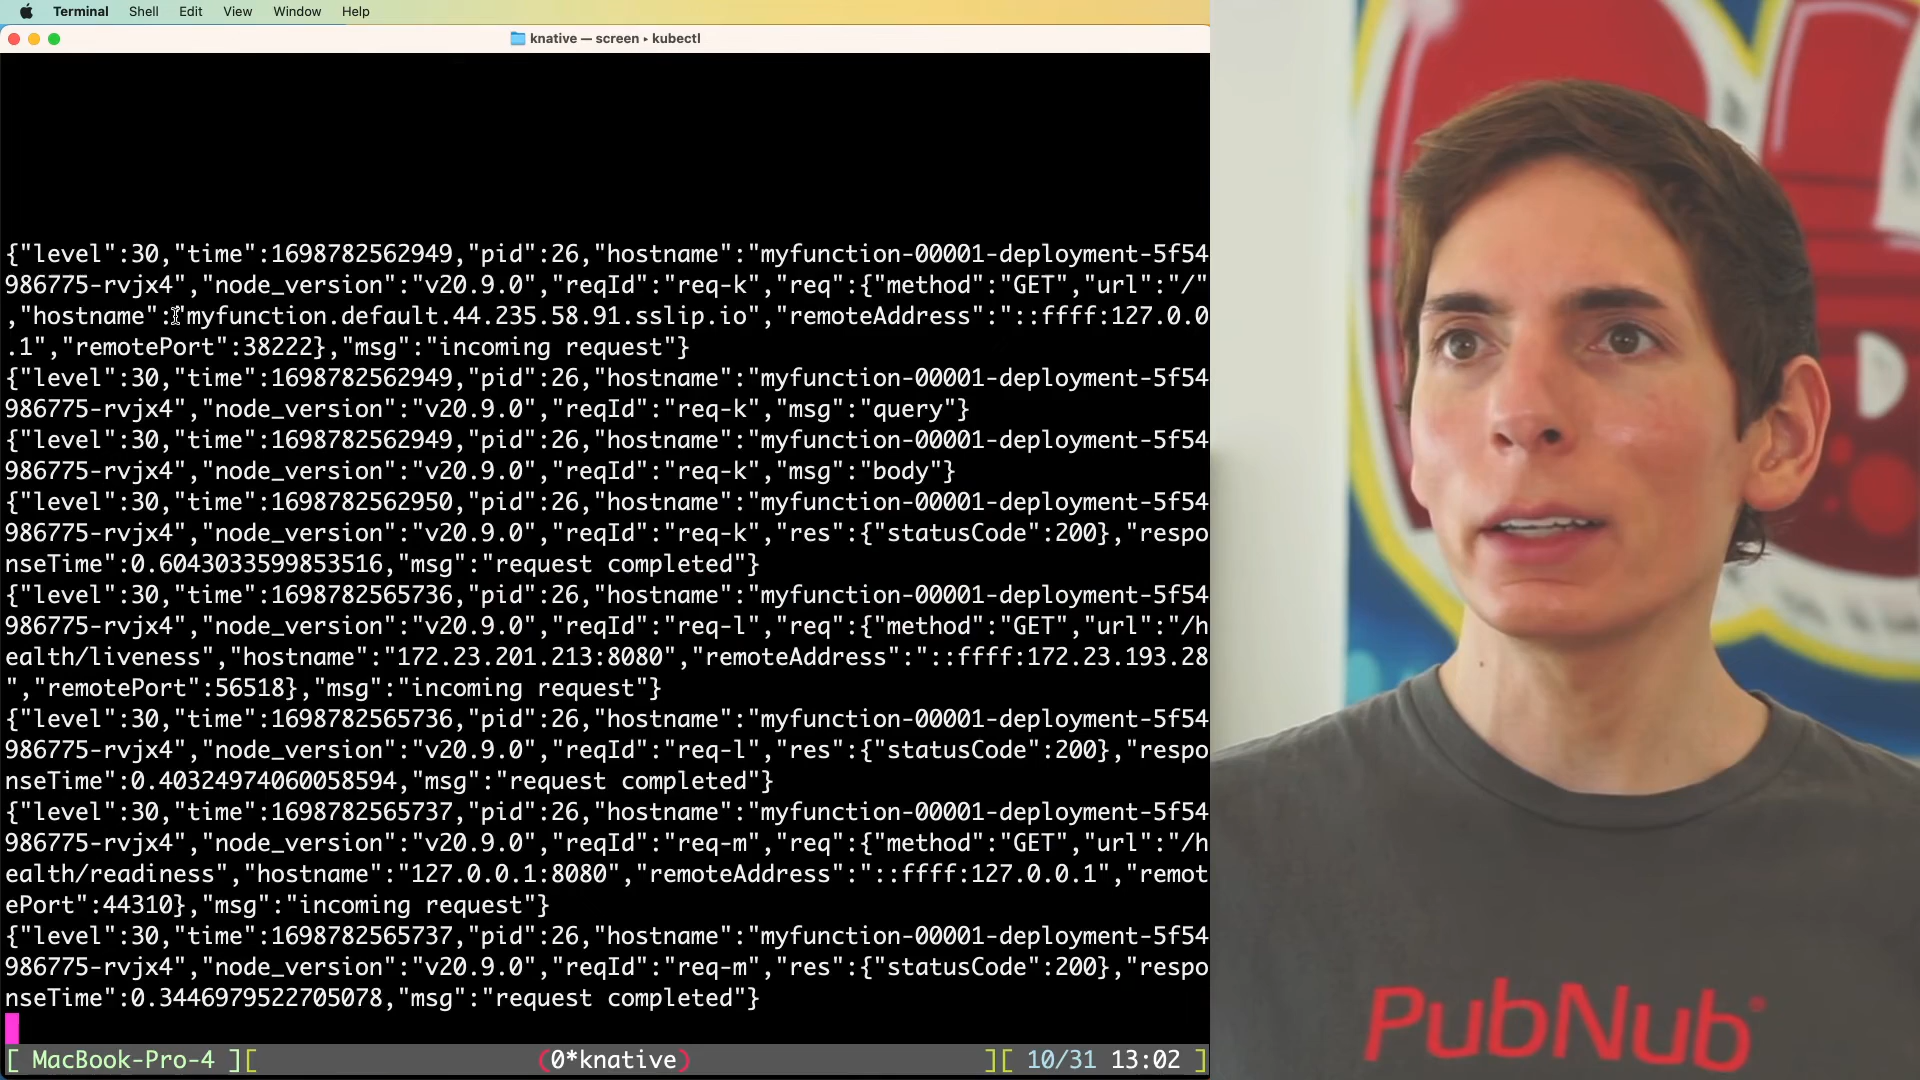 Terminal Shell Edit View Window Help
knative — screen ▸ kubectl
{"level":30,"time":1698782562949,"pid":26,"hostname":"myfunction-00001-deployment-5f54
986775-rvjx4","node_version":"v20.9.0","reqId":"req-k","req":{"method":"GET","url":"/"
,"hostname":"myfunction.default.44.235.58.91.sslip.io","remoteAddress":"::ffff:127.0.0
.1","remotePort":38222},"msg":"incoming request"}
{"level":30,"time":1698782562949,"pid":26,"hostname":"myfunction-00001-deployment-5f54
986775-rvjx4","node_version":"v20.9.0","reqId":"req-k","msg":"query"}
{"level":30,"time":1698782562949,"pid":26,"hostname":"myfunction-00001-deployment-5f54
986775-rvjx4","node_version":"v20.9.0","reqId":"req-k","msg":"body"}
{"level":30,"time":1698782562950,"pid":26,"hostname":"myfunction-00001-deployment-5f54
986775-rvjx4","node_version":"v20.9.0","reqId":"req-k","res":{"statusCode":200},"respo
nseTime":0.6043033599853516,"msg":"request completed"}
{"level":30,"time":1698782565736,"pid":26,"hostname":"myfunction-00001-deployment-5f54
986775-rvjx4","node_version":"v20.9.0","reqId":"req-l","req":{"method":"GET","url":"/h
ealth/liveness","hostname":"172.23.201.213:8080","remoteAddress":"::ffff:172.23.193.28
","remotePort":56518},"msg":"incoming request"}
{"level":30,"time":1698782565736,"pid":26,"hostname":"myfunction-00001-deployment-5f54
986775-rvjx4","node_version":"v20.9.0","reqId":"req-l","res":{"statusCode":200},"respo
nseTime":0.40324974060058594,"msg":"request completed"}
{"level":30,"time":1698782565737,"pid":26,"hostname":"myfunction-00001-deployment-5f54
986775-rvjx4","node_version":"v20.9.0","reqId":"req-m","req":{"method":"GET","url":"/h
ealth/readiness","hostname":"127.0.0.1:8080","remoteAddress":"::ffff:127.0.0.1","remot
ePort":44310},"msg":"incoming request"}
{"level":30,"time":1698782565737,"pid":26,"hostname":"myfunction-00001-deployment-5f54
986775-rvjx4","node_version":"v20.9.0","reqId":"req-m","res":{"statusCode":200},"respo
nseTime":0.3446979522705078,"msg":"request completed"}
[ MacBook-Pro-4 ][ (0*knative) ][ 10/31 13:02 ]
PubNub